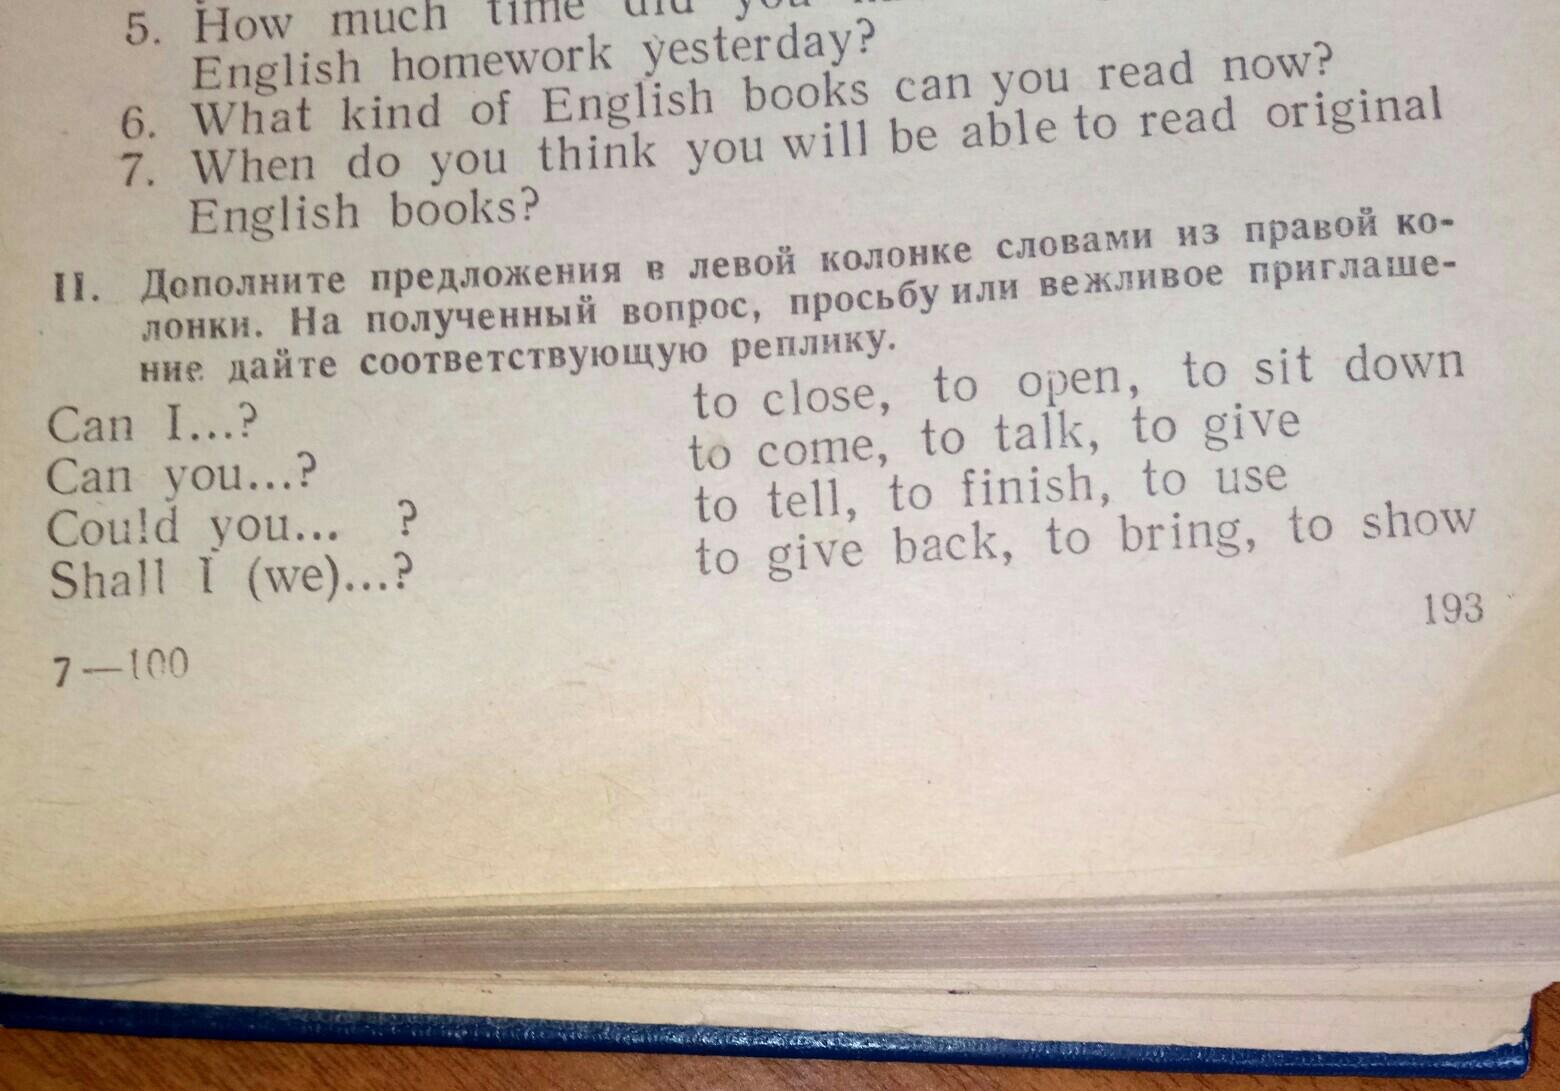 5. How much time did you
English homework yesterday?
6. What kind of English books can you read now?
7. When do you think you will be able to read original
English books?
II. Дополните предложения в левой колонке словами из правой ко-
лонки. На полученный вопрос, просьбу или вежливое приглаше-
ние дайте соответствующую реплику.
Can I...? to close, to open, to sit down
Can you...? to come, to talk, to give
Could you... ? to tell, to finish, to use
Shall I (we)...? to give back, to bring, to show
193
7—100